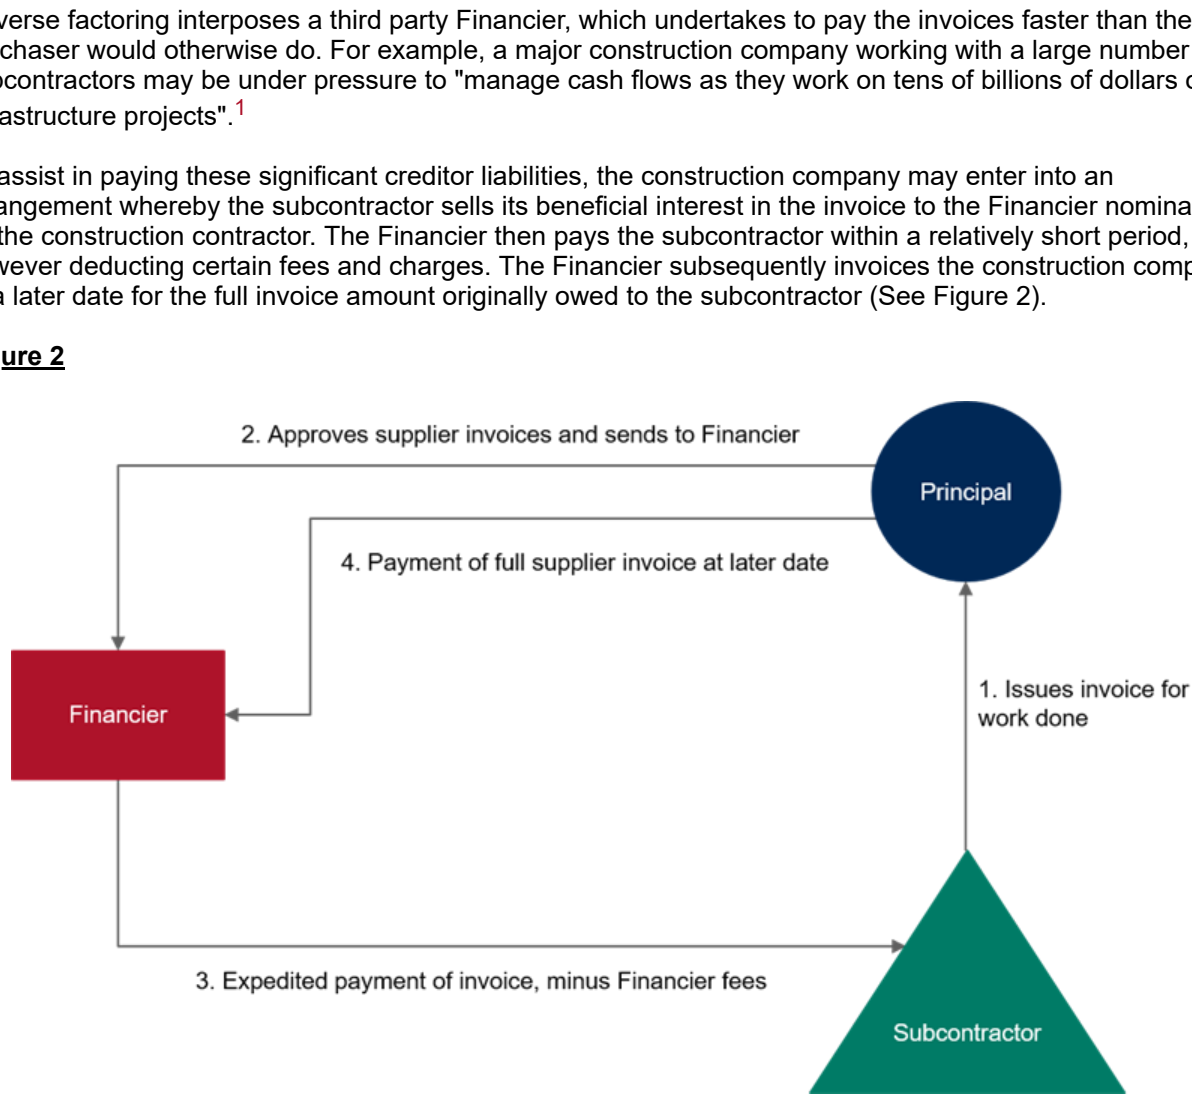 verse factoring interposes a third party Financier, which undertakes to pay the invoices faster than the
chaser would otherwise do. For example, a major construction company working with a large number
contractors may be under pressure to "manage cash flows as they work on tens of billions of dollars
astructure projects".1
assist in paying these significant creditor liabilities, the construction company may enter into an
angement whereby the subcontractor sells its beneficial interest in the invoice to the Financier nomina
the construction contractor. The Financier then pays the subcontractor within a relatively short period,
wever deducting certain fees and charges. The Financier subsequently invoices the construction comp
a later date for the full invoice amount originally owed to the subcontractor (See Figure 2).
ure 2
2. Approves supplier invoices and sends to Financier
Principal
4. Payment of full supplier invoice at later date
1. Issues invoice for
work done
Financier
3. Expedited payment of invoice, minus Financier fees
Subcontractor